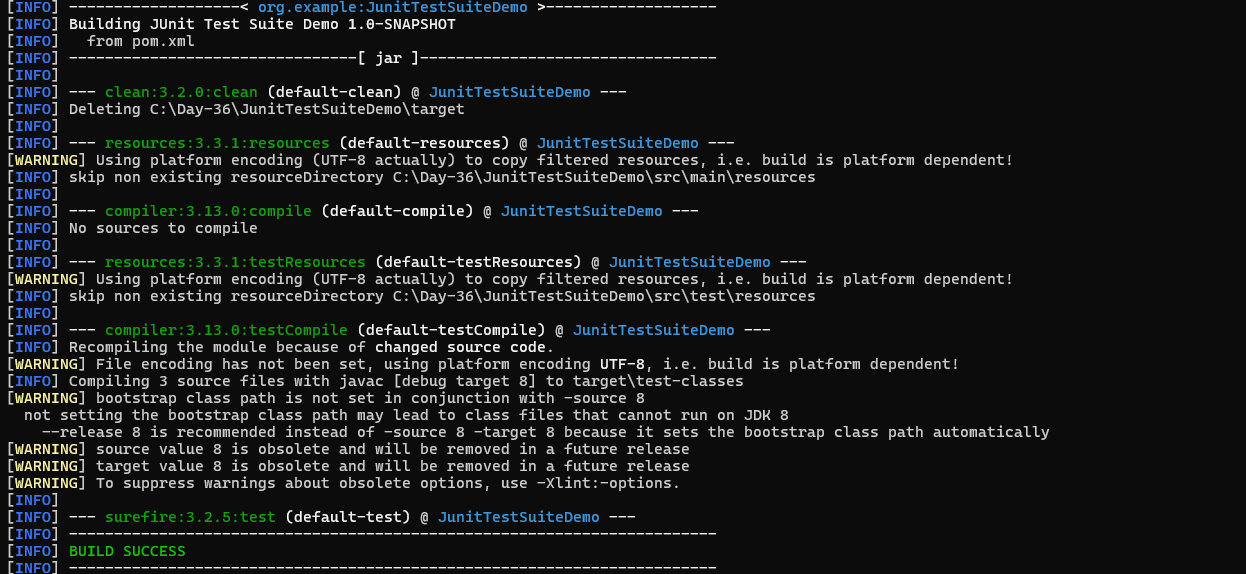 [INFO] -------------------< org.example:JunitTestSuiteDemo >-------------------
[INFO] Building JUnit Test Suite Demo 1.0-SNAPSHOT
[INFO]   from pom.xml
[INFO] --------------------------------[ jar ]---------------------------------
[INFO]
[INFO] --- clean:3.2.0:clean (default-clean) @ JunitTestSuiteDemo ---
[INFO] Deleting C:\Day-36\JunitTestSuiteDemo\target
[INFO]
[INFO] --- resources:3.3.1:resources (default-resources) @ JunitTestSuiteDemo ---
[WARNING] Using platform encoding (UTF-8 actually) to copy filtered resources, i.e. build is platform dependent!
[INFO] skip non existing resourceDirectory C:\Day-36\JunitTestSuiteDemo\src\main\resources
[INFO]
[INFO] --- compiler:3.13.0:compile (default-compile) @ JunitTestSuiteDemo ---
[INFO] No sources to compile
[INFO]
[INFO] --- resources:3.3.1:testResources (default-testResources) @ JunitTestSuiteDemo ---
[WARNING] Using platform encoding (UTF-8 actually) to copy filtered resources, i.e. build is platform dependent!
[INFO] skip non existing resourceDirectory C:\Day-36\JunitTestSuiteDemo\src\test\resources
[INFO]
[INFO] --- compiler:3.13.0:testCompile (default-testCompile) @ JunitTestSuiteDemo ---
[INFO] Recompiling the module because of changed source code.
[WARNING] File encoding has not been set, using platform encoding UTF-8, i.e. build is platform dependent!
[INFO] Compiling 3 source files with javac [debug target 8] to target\test-classes
[WARNING] bootstrap class path is not set in conjunction with -source 8
  not setting the bootstrap class path may lead to class files that cannot run on JDK 8
    --release 8 is recommended instead of -source 8 -target 8 because it sets the bootstrap class path automatically
[WARNING] source value 8 is obsolete and will be removed in a future release
[WARNING] target value 8 is obsolete and will be removed in a future release
[WARNING] To suppress warnings about obsolete options, use -Xlint:-options.
[INFO]
[INFO] --- surefire:3.2.5:test (default-test) @ JunitTestSuiteDemo ---
[INFO] ------------------------------------------------------------------------
[INFO] BUILD SUCCESS
[INFO] ------------------------------------------------------------------------